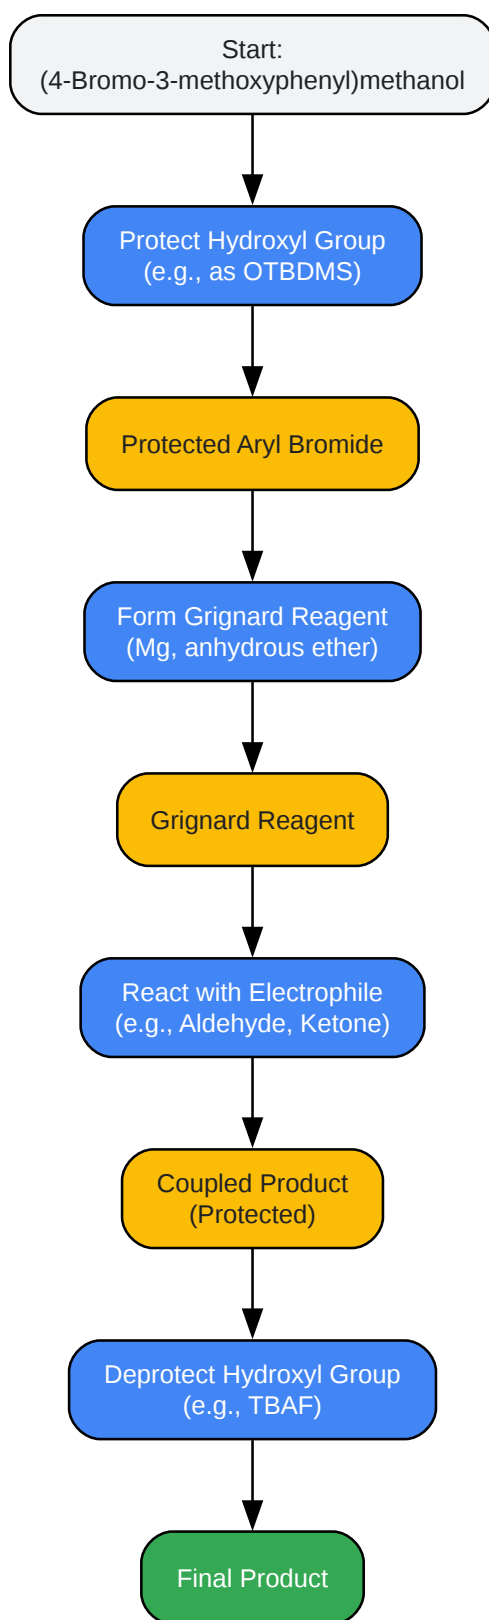 Start:
(4-Bromo-3-methoxyphenyl)methanol
Protect Hydroxyl Group
(e.g., as OTBDMS)
Protected Aryl Bromide
Form Grignard Reagent
(Mg, anhydrous ether)
Grignard Reagent
React with Electrophile
(e.g., Aldehyde, Ketone)
Coupled Product
(Protected)
Deprotect Hydroxyl Group
(e.g., TBAF)
Final Product